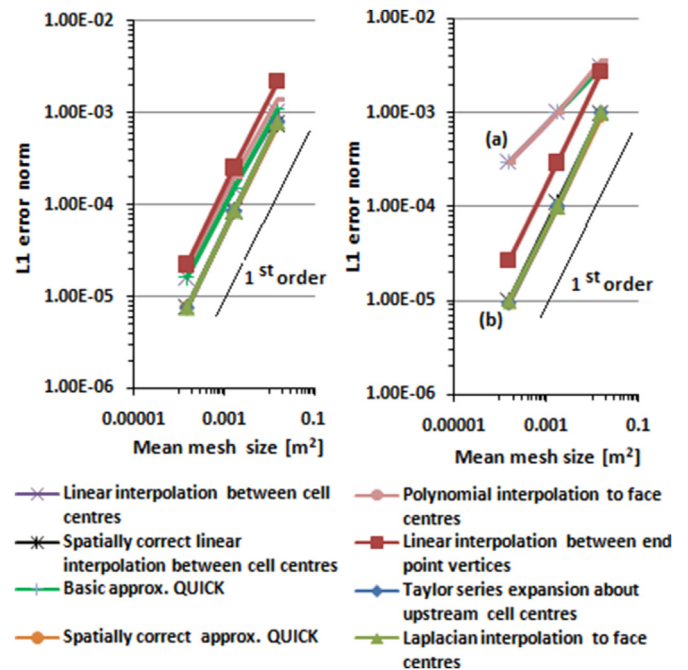 1.00E-02
1.00E-03
1.00E-04
1.00E-05
1.00E-06
L1 error norm
1 st order
0.00001 0.001 0.1
Mean mesh size [m²]
1.00E-02
1.00E-03
1.00E-04
1.00E-05
1.00E-06
L1 error norm
(a)
(b)
1 st order
0.00001 0.001 0.1
Mean mesh size [m²]
Linear interpolation between cell
centres
Spatially correct linear
interpolation between cell centres
Basic approx. QUICK
Spatially correct approx. QUICK
Polynomial interpolation to face
centres
Linear interpolation between end
point vertices
Taylor series expansion about
upstream cell centres
Laplacian interpolation to face
centres